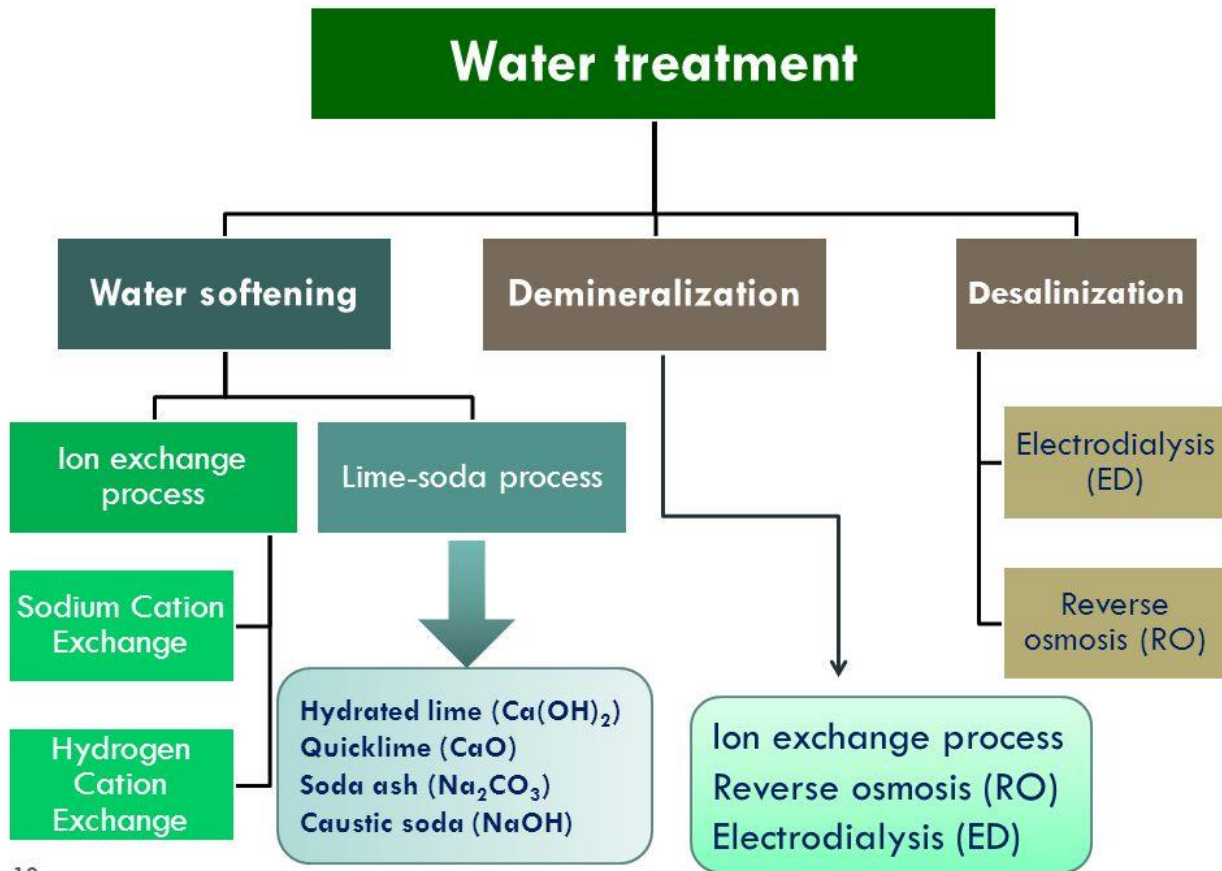 Water treatment
Water softening
Demineralization
Desalinization
Ion exchange
process
Lime-soda process
Electrodialysis
(ED)
Sodium Cation
Exchange
Reverse
osmosis (RO)
Hydrogen
Cation
Exchange
Hydrated lime (Ca(OH)₂)
Quicklime (CaO)
Soda ash (Na₂CO₃)
Caustic soda (NaOH)
Ion exchange process
Reverse osmosis (RO)
Electrodialysis (ED)